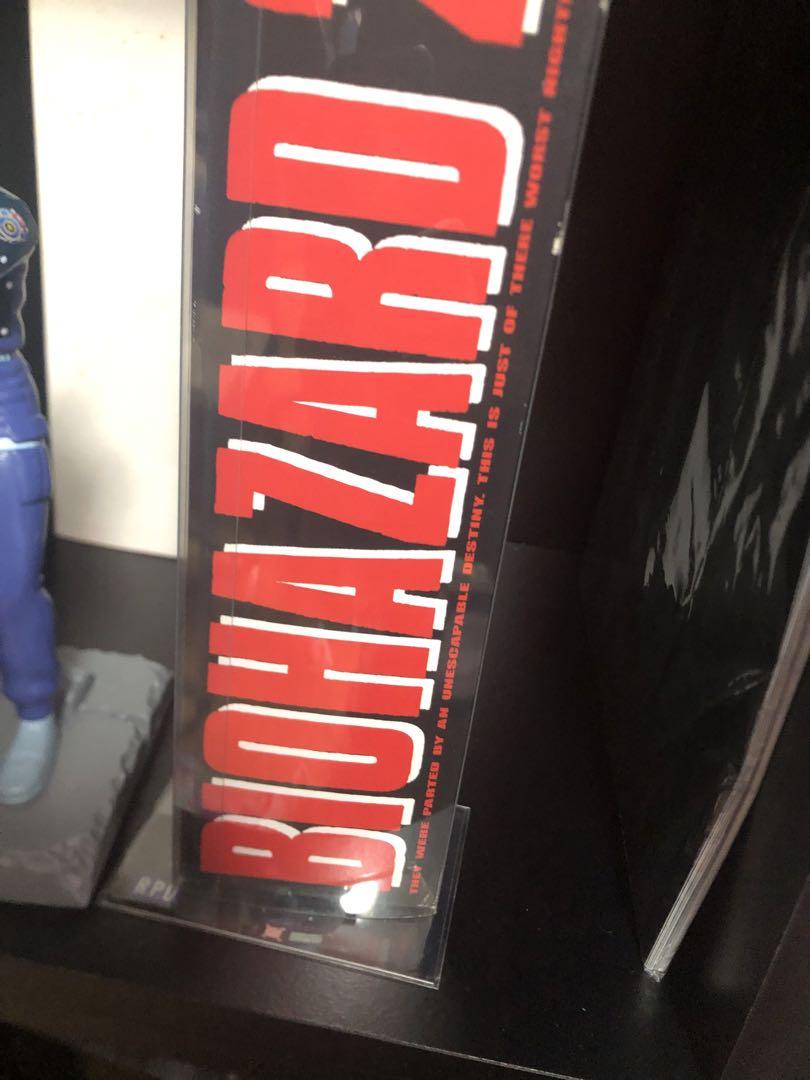 BIOHAZARD
THEY WERE PARTED BY AN UNESCAPABLE DESTINY. THIS IS JUST OF THERE WORST